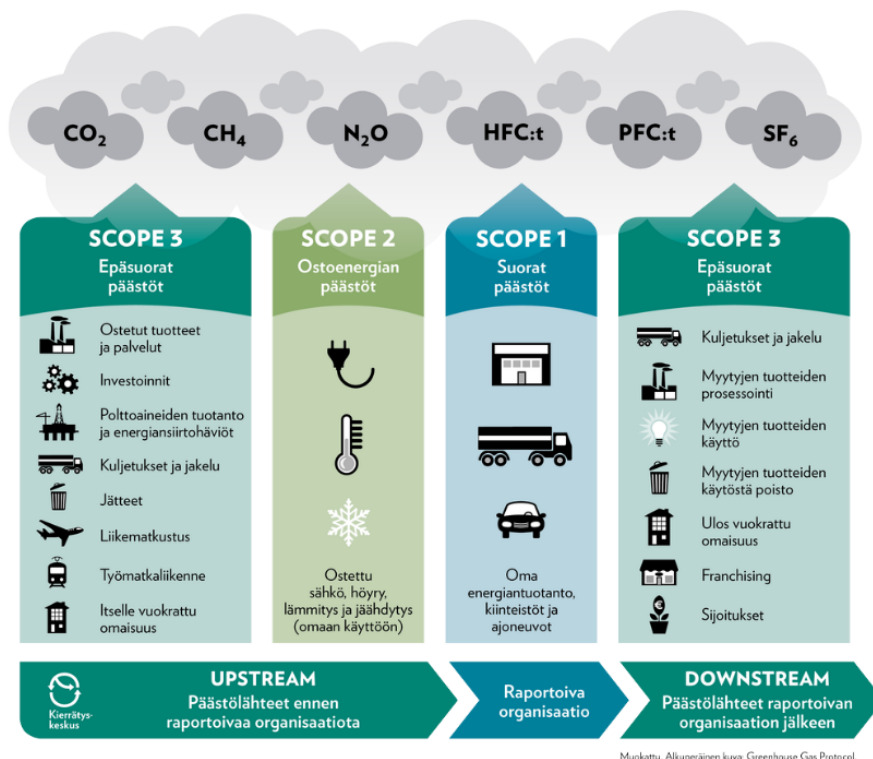 CO₂
CH₄
N₂O
HFC:t
PFC:t
SF₆
SCOPE 3
Epäsuorat
päästöt
Ostetut tuotteet
ja palvelut
Investoinnit
Polttoaineiden tuotanto
ja energiansiirtohäviöt
Kuljetukset ja jakelu
Jätteet
Liikematkustus
Työmatkaliikenne
Itselle vuokrattu
omaisuus
SCOPE 2
Ostoenergian
päästöt
Ostettu
sähkö, höyry,
lämmitys ja jäähdytys
(omaan käyttöön)
SCOPE 1
Suorat
päästöt
Oma
energiantuotanto,
kiinteistöt ja
ajoneuvot
SCOPE 3
Epäsuorat
päästöt
Kuljetukset ja jakelu
Myytyjen tuotteiden
prosessointi
Myytyjen tuotteiden
käyttö
Myytyjen tuotteiden
käytöstä poisto
Ulos vuokrattu
omaisuus
Franchising
€
Sijoitukset
Kierrätys-
keskus
UPSTREAM
Päästölähteet ennen
raportoivaa organisaatiota
Raportoiva
organisaatio
DOWNSTREAM
Päästölähteet raportoivan
organisaation jälkeen
Muokattu. Alkuperäinen kuva: Greenhouse Gas Protocol.